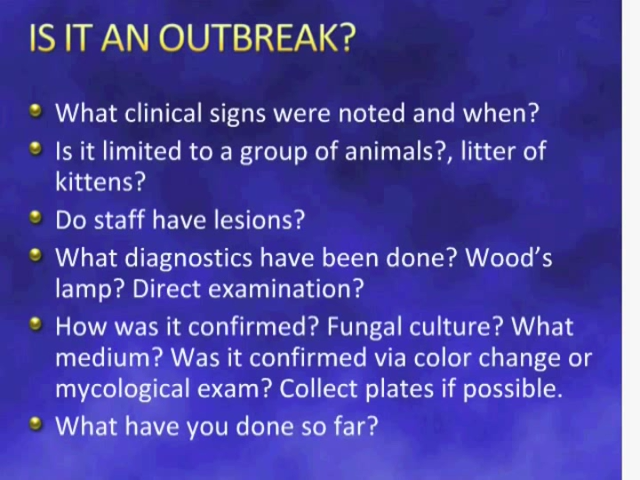 IS IT AN OUTBREAK?
What clinical signs were noted and when?
Is it limited to a group of animals?, litter of
kittens?
Do staff have lesions?
What diagnostics have been done? Wood’s
lamp? Direct examination?
How was it confirmed? Fungal culture? What
medium? Was it confirmed via color change or
mycological exam? Collect plates if possible.
What have you done so far?